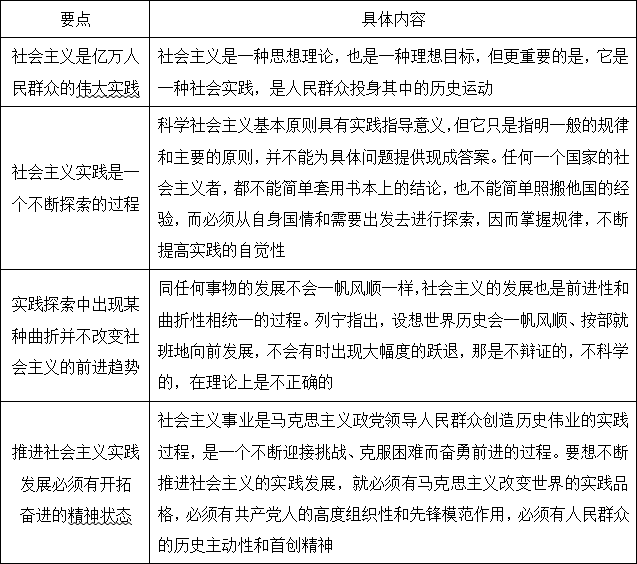 要点
具体内容
社会主义是亿万人
民群众的伟大实践
社会主义是一种思想理论，也是一种理想目标，但更重要的是，它是
一种社会实践，是人民群众投身其中的历史运动
社会主义实践是一
个不断探索的过程
科学社会主义基本原则具有实践指导意义，但它只是指明一般的规律
和主要的原则，并不能为具体问题提供现成答案。任何一个国家的社
会主义者，都不能简单套用书本上的结论，也不能简单照搬他国的经
验，而必须从自身国情和需要出发去进行探索，因而掌握规律，不断
提高实践的自觉性
实践探索中出现某
种曲折并不改变社
会主义的前进趋势
同任何事物的发展不会一帆风顺一样，社会主义的发展也是前进性和
曲折性相统一的过程。列宁指出，设想世界历史会一帆风顺、按部就
班地向前发展，不会有时出现大幅度的跃退，那是不辩证的，不科学
的，在理论上是不正确的
推进社会主义实践
发展必须有开拓
奋进的精神状态
社会主义事业是马克思主义政党领导人民群众创造历史伟业的实践
过程，是一个不断迎接挑战、克服困难而奋勇前进的过程。要想不断
推进社会主义的实践发展，就必须有马克思主义改变世界的实践品
格，必须有共产党人的高度组织性和先锋模范作用，必须有人民群众
的历史主动性和首创精神